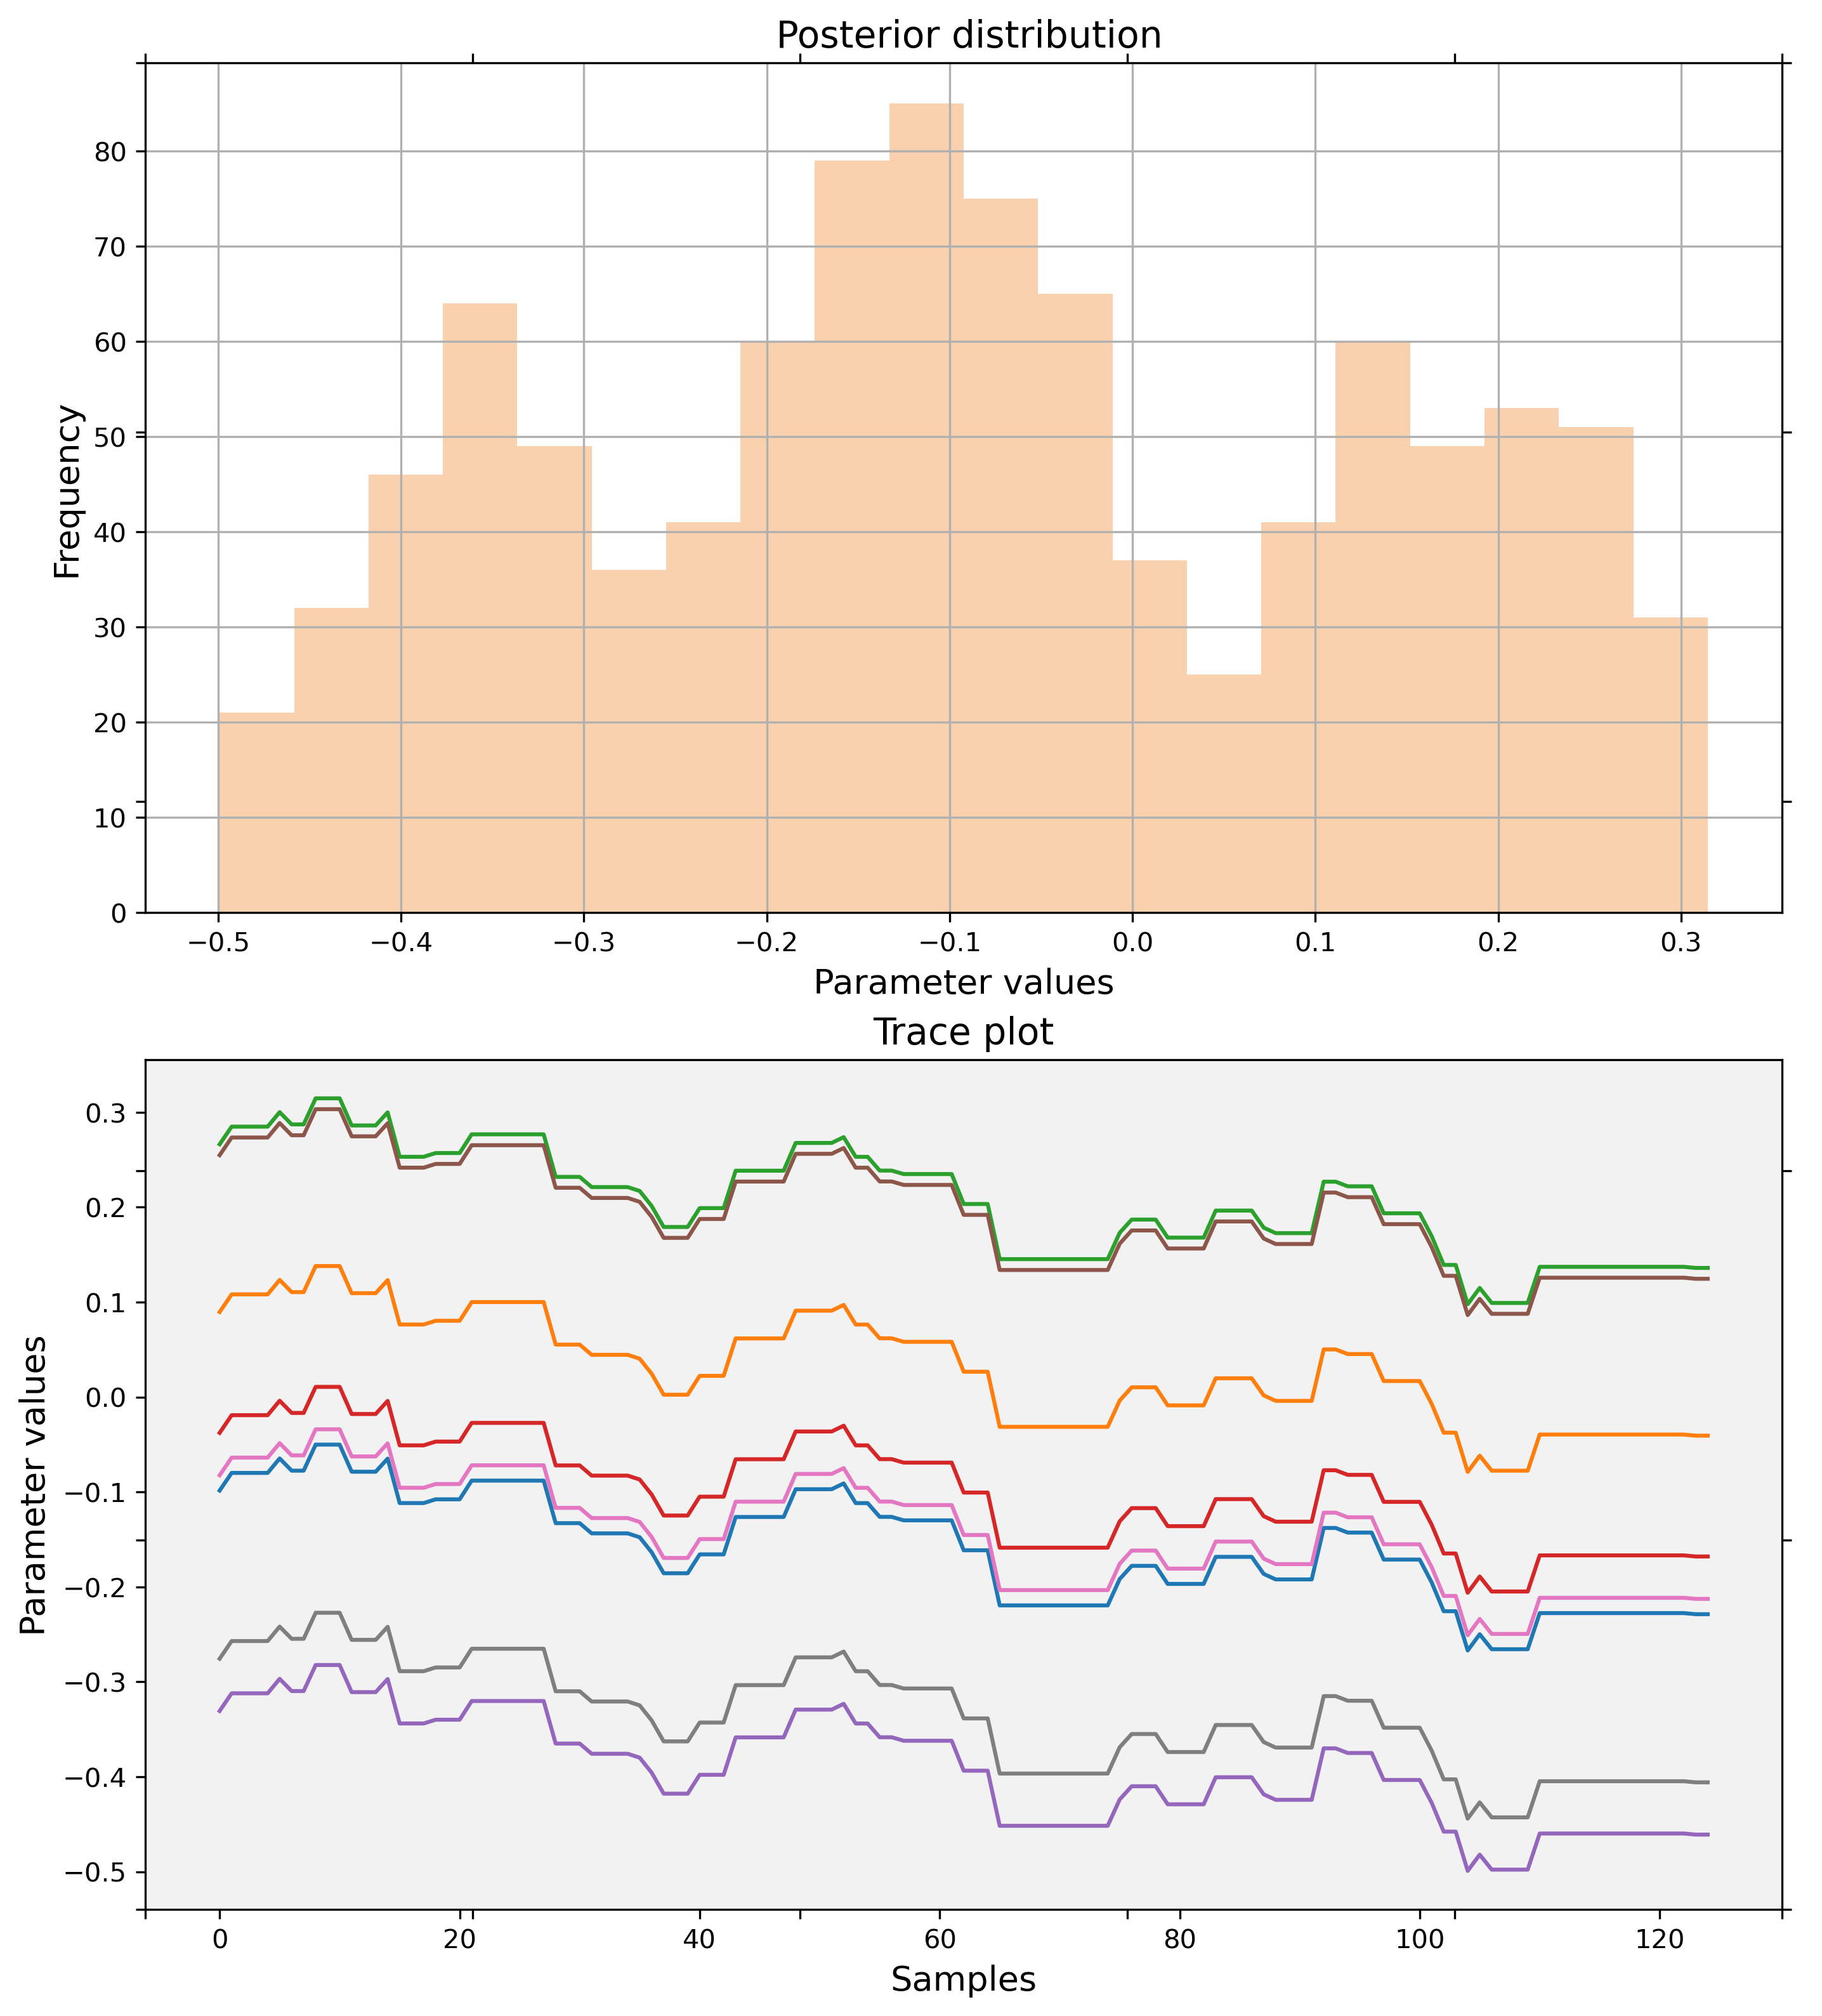 Posterior distribution
80
70
60
50
40
30
20
10
0
Frequency
−0.5 −0.4 −0.3 −0.2 −0.1 0.0 0.1 0.2 0.3
Parameter values
Trace plot
0.3
0.2
0.1
0.0
−0.1
−0.2
−0.3
−0.4
−0.5
Parameter values
0 20 40 60 80 100 120
Samples